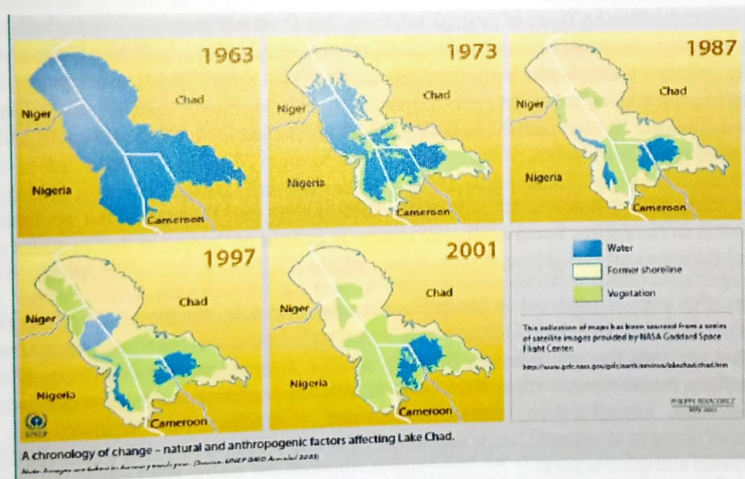 1963
Chad
Niger
Nigeria
Cameroon
1973
Chad
Niger
Nigeria
Cameroon
1987
Chad
Niger
Nigeria
Cameroon
1997
Chad
Niger
Nigeria
Cameroon
UNEP
2001
Chad
Niger
Nigeria
Cameroon
Water
Former shoreline
Vegetation
This collection of maps has been sourced from a series
of satellite images provided by NASA Goddard Space
Flight Center:
A chronology of change – natural and anthropogenic factors affecting Lake Chad.